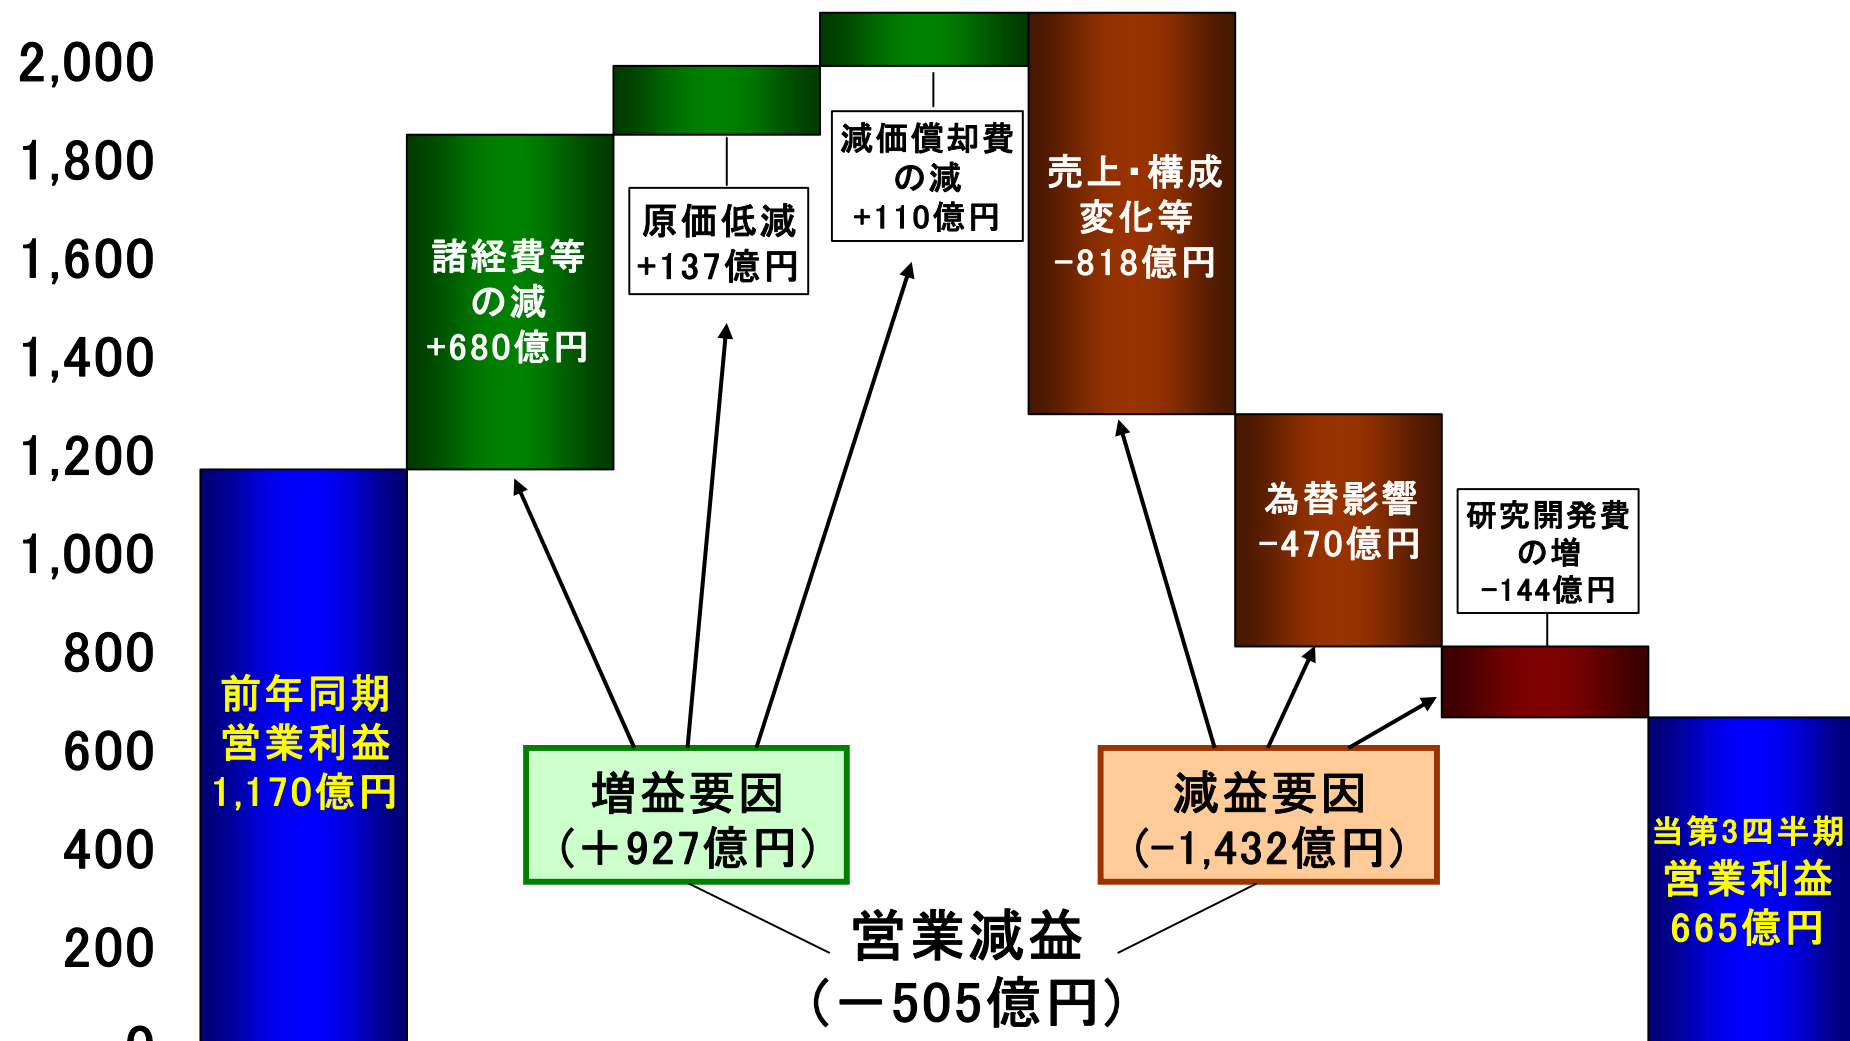 2,000
1,800
1,600
1,400
1,200
1,000
800
600
400
200
0
前年同期
営業利益
1,170億円
諸経費等
の減
+680億円
原価低減
+137億円
減価償却費
の減
+110億円
売上・構成
変化等
-818億円
為替影響
-470億円
研究開発費
の増
-144億円
当第3四半期
営業利益
665億円
増益要因
(+927億円)
減益要因
(-1,432億円)
営業減益
(-505億円)